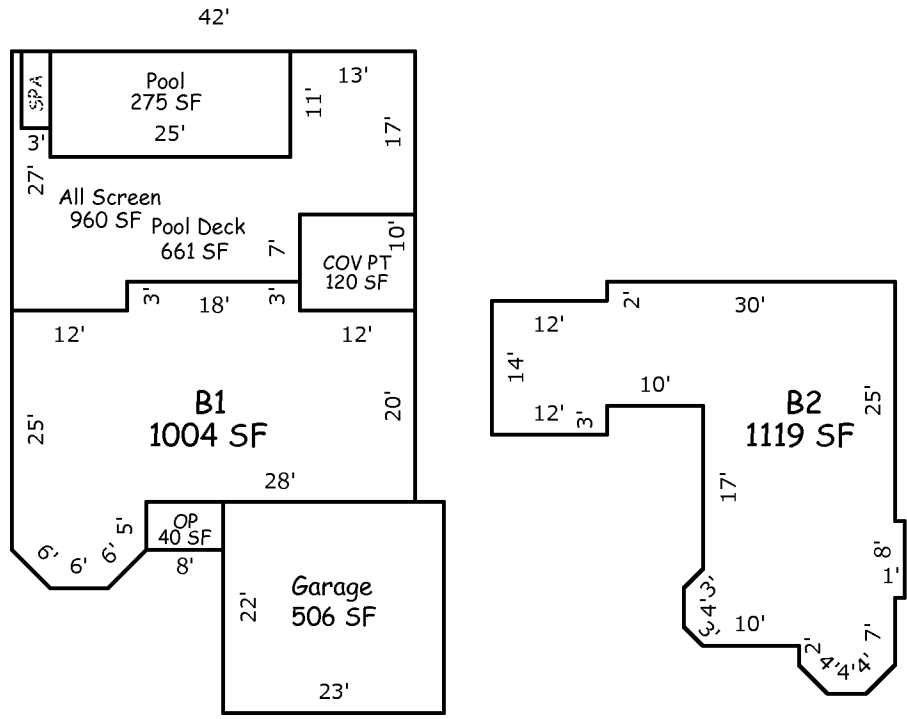 42'
SPA
Pool
275 SF
25'
11'
13'
17'
3'
27'
All Screen
960 SF
Pool Deck
661 SF
7'
10'
COV PT
120 SF
3'
18'
3'
12'
12'
B1
1004 SF
25'
20'
28'
5'
OP
40 SF
8'
6'
6'
6'
Garage
506 SF
22'
23'
2'
30'
12'
14'
10'
12'
3'
B2
1119 SF
25'
17'
8'
1'
3'
4'
3'
10'
2'
7'
4'
4'
4'